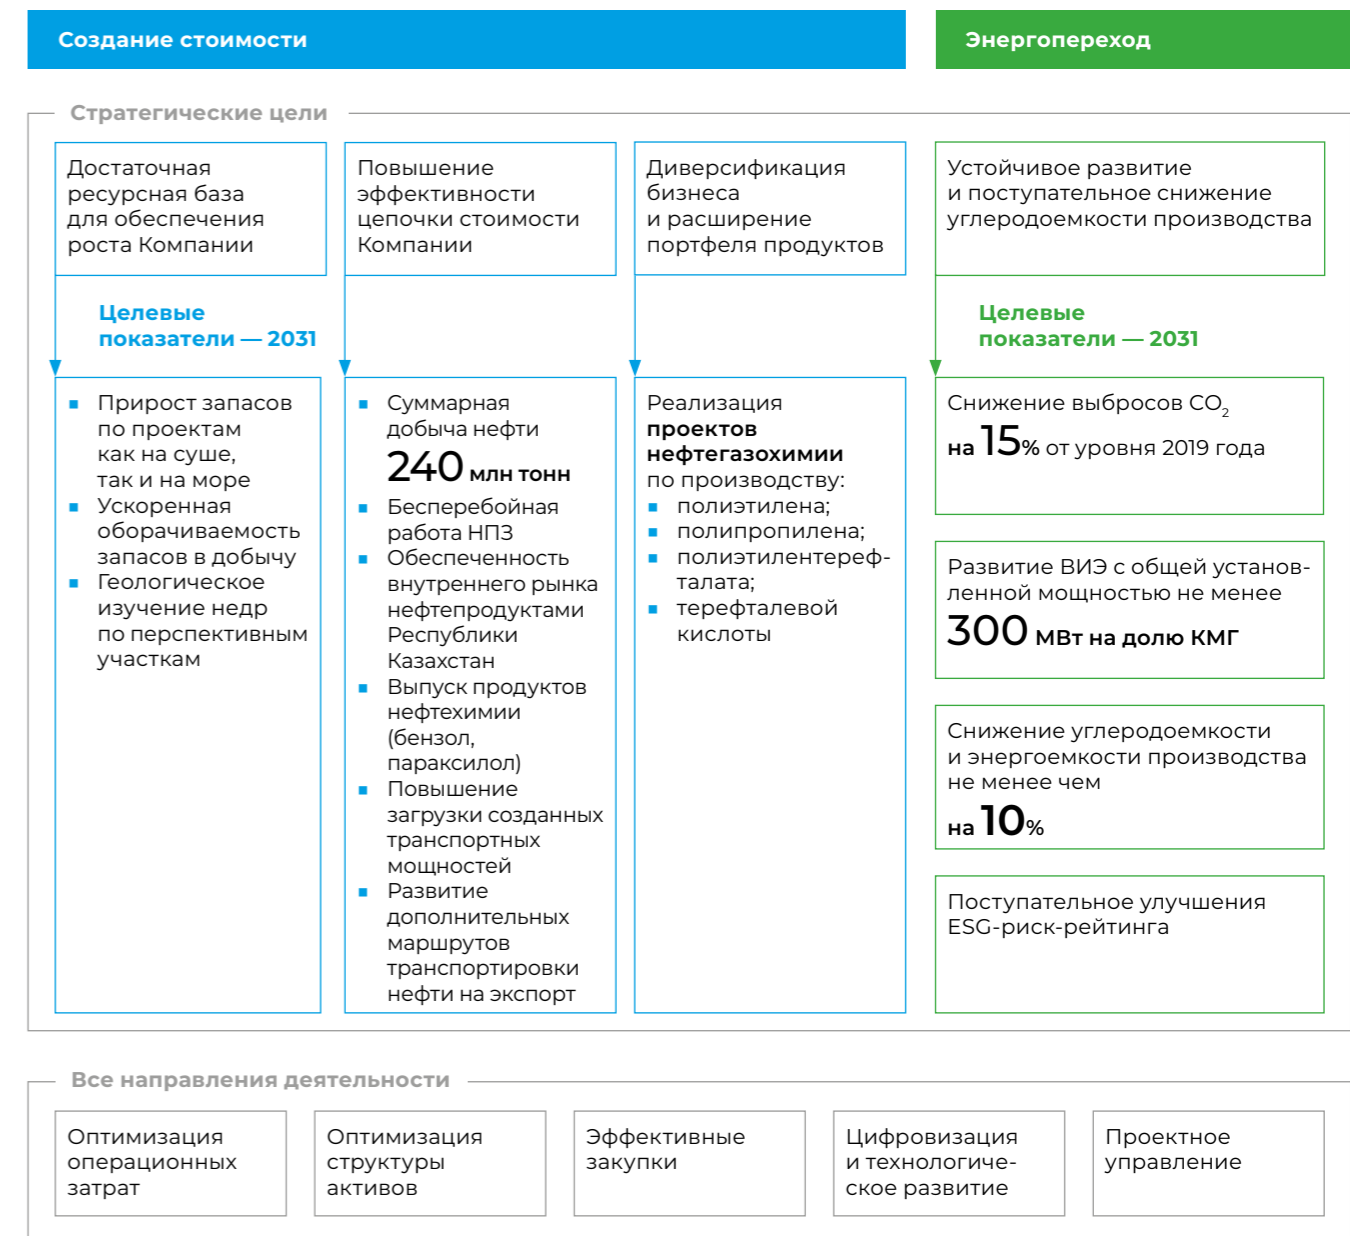 Создание стоимости
Энергопереход
Стратегические цели
Достаточная
ресурсная база
для обеспечения
роста Компании
Повышение
эффективности
цепочки стоимости
Компании
Диверсификация
бизнеса
и расширение
портфеля продуктов
Устойчивое развитие
и поступательное снижение
углеродоемкости производства
Целевые
показатели — 2031
Целевые
показатели — 2031
▪ Прирост запасов
по проектам
как на суше,
так и на море
▪ Ускоренная
оборачиваемость
запасов в добычу
▪ Геологическое
изучение недр
по перспективным
участкам
▪ Суммарная
добыча нефти
240 млн тонн
▪ Бесперебойная
работа НПЗ
▪ Обеспеченность
внутреннего рынка
нефтепродуктами
Республики
Казахстан
▪ Выпуск продуктов
нефтехимии
(бензол,
параксилол)
▪ Повышение
загрузки созданных
транспортных
мощностей
▪ Развитие
дополнительных
маршрутов
транспортировки
нефти на экспорт
Реализация
проектов
нефтегазохимии
по производству:
▪ полиэтилена;
▪ полипропилена;
▪ полиэтилентереф-
талата;
▪ терефталевой
кислоты
Снижение выбросов CO₂
на 15% от уровня 2019 года
Развитие ВИЭ с общей установ-
ленной мощностью не менее
300 МВт на долю КМГ
Снижение углеродоемкости
и энергоемкости производства
не менее чем
на 10%
Поступательное улучшения
ESG-риск-рейтинга
Все направления деятельности
Оптимизация
операционных
затрат
Оптимизация
структуры
активов
Эффективные
закупки
Цифровизация
и технологиче-
ское развитие
Проектное
управление